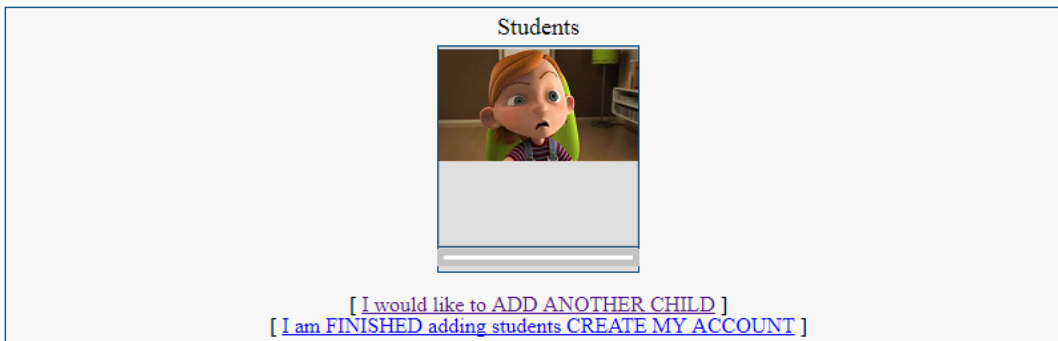 Students
[ I would like to ADD ANOTHER CHILD ]
[ I am FINISHED adding students CREATE MY ACCOUNT ]